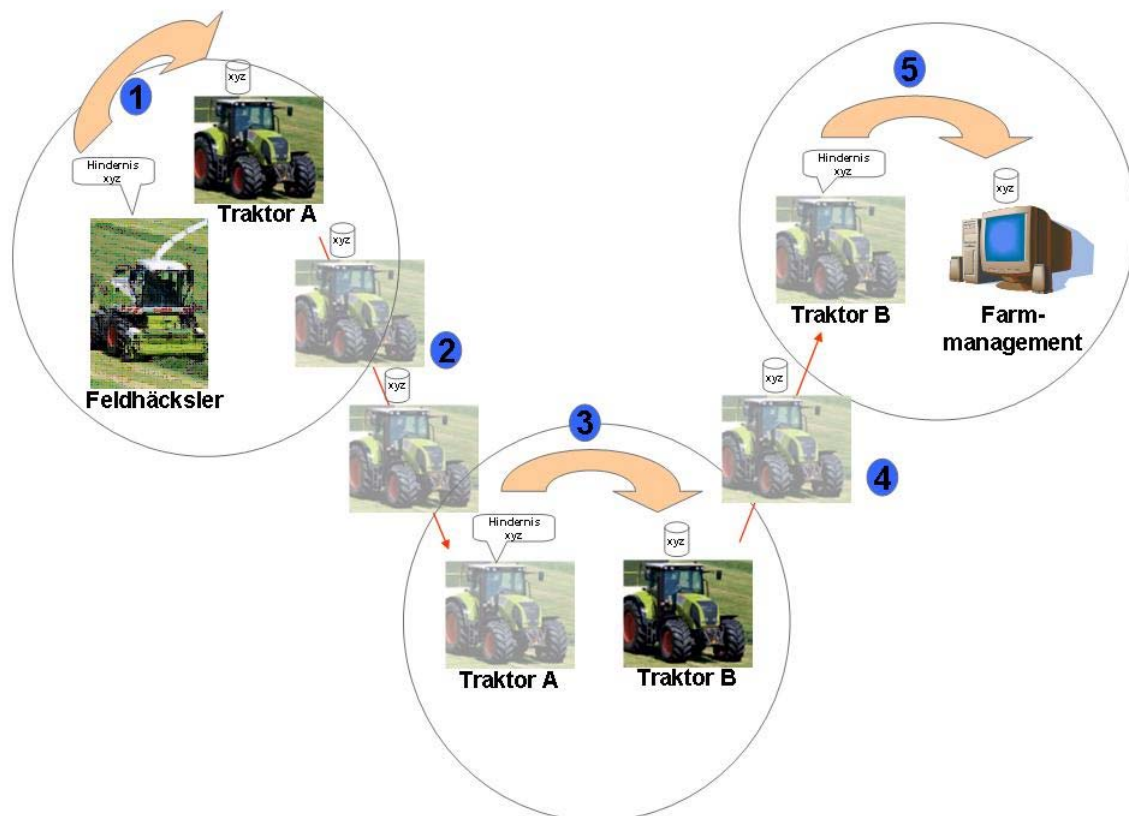 1
xyz
Hindernis
xyz
Traktor A
Feldhäcksler
xyz
2
xyz
3
Hindernis
xyz
xyz
Traktor A
Traktor B
xyz
4
5
Hindernis
xyz
xyz
Traktor B
Farm-
management